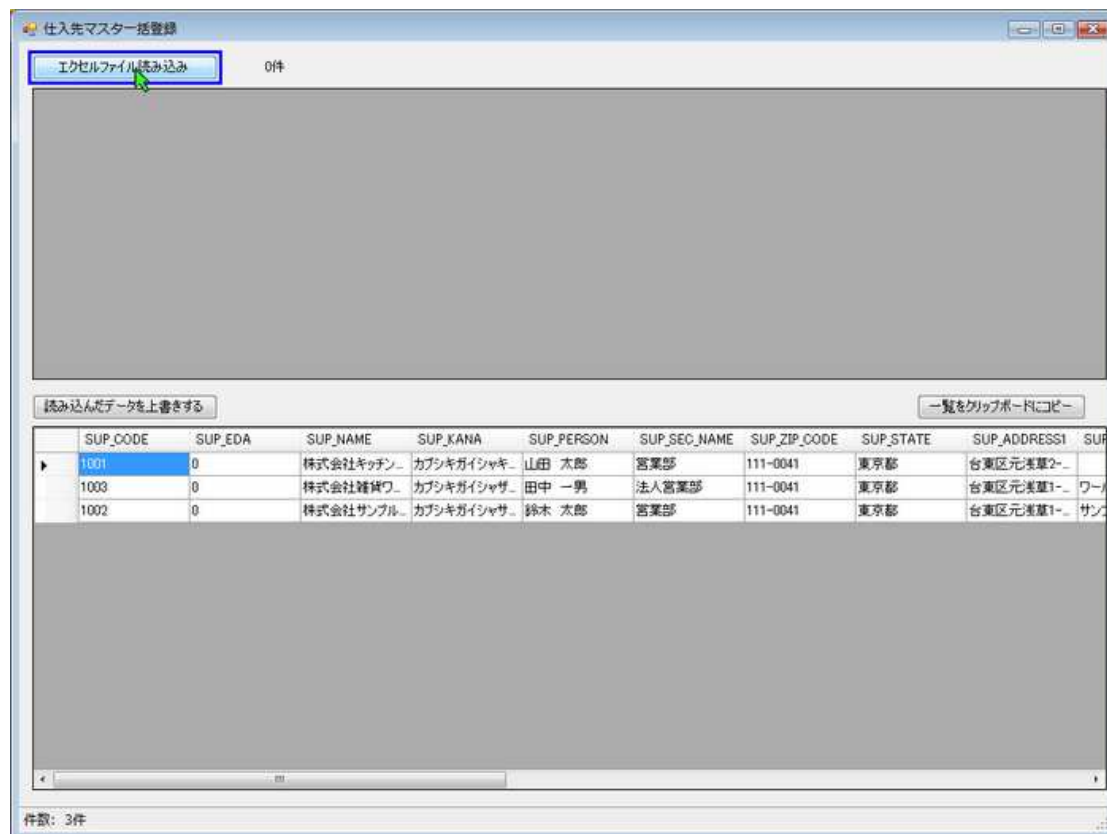 仕入先マスター括登録
エクセルファイル読み込み 0件
読み込んだデータを上書きする 一覧をクリップボードにコピー
SUP_CODE SUP_EDA SUP_NAME SUP_KANA SUP_PERSON SUP_SEC_NAME SUP_ZIP_CODE SUP_STATE SUP_ADDRESS1 SUP
1001 0 株式会社キッチン... カブシキガイシャキ... 山田 太郎 営業部 111-0041 東京都 台東区元浅草2-...
1003 0 株式会社雑貨ワ... カブシキガイシャザ... 田中 一男 法人営業部 111-0041 東京都 台東区元浅草1-... ワール
1002 0 株式会社サンプル... カブシキガイシャサ... 鈴木 太郎 営業部 111-0041 東京都 台東区元浅草1-... サンプ
件数: 3件